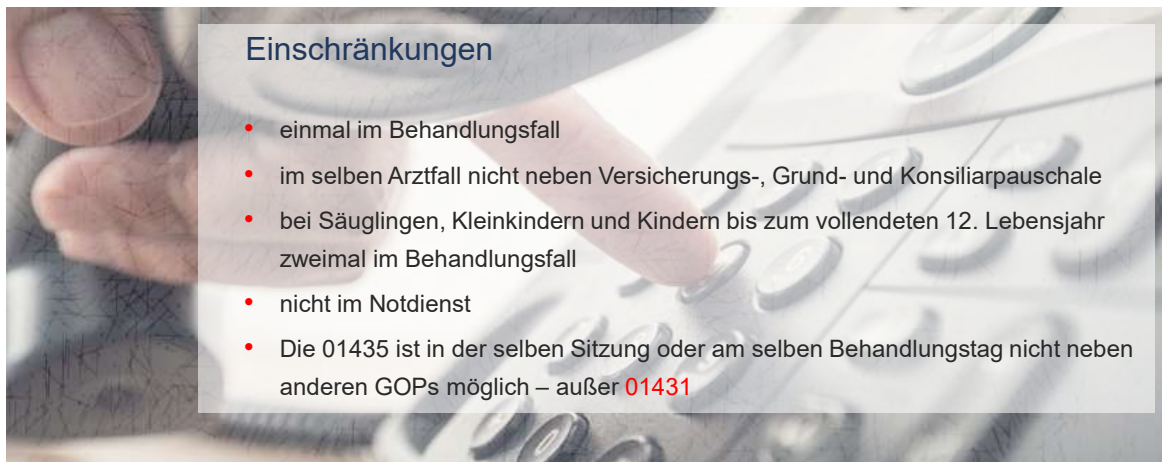 Einschränkungen
• einmal im Behandlungsfall
• im selben Arztfall nicht neben Versicherungs-, Grund- und Konsiliarpauschale
• bei Säuglingen, Kleinkindern und Kindern bis zum vollendeten 12. Lebensjahr
zweimal im Behandlungsfall
• nicht im Notdienst
• Die 01435 ist in der selben Sitzung oder am selben Behandlungstag nicht neben
anderen GOPs möglich – außer 01431